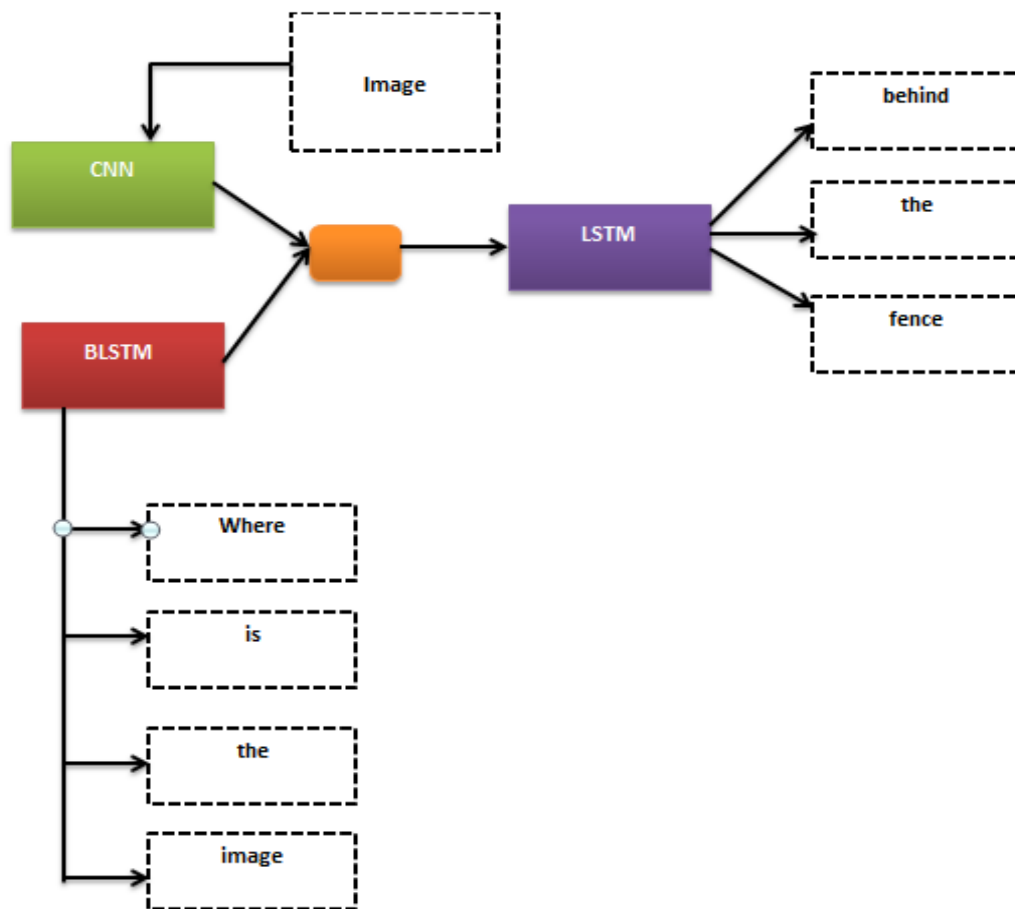 Image
CNN
BLSTM
LSTM
behind
the
fence
Where
is
the
image